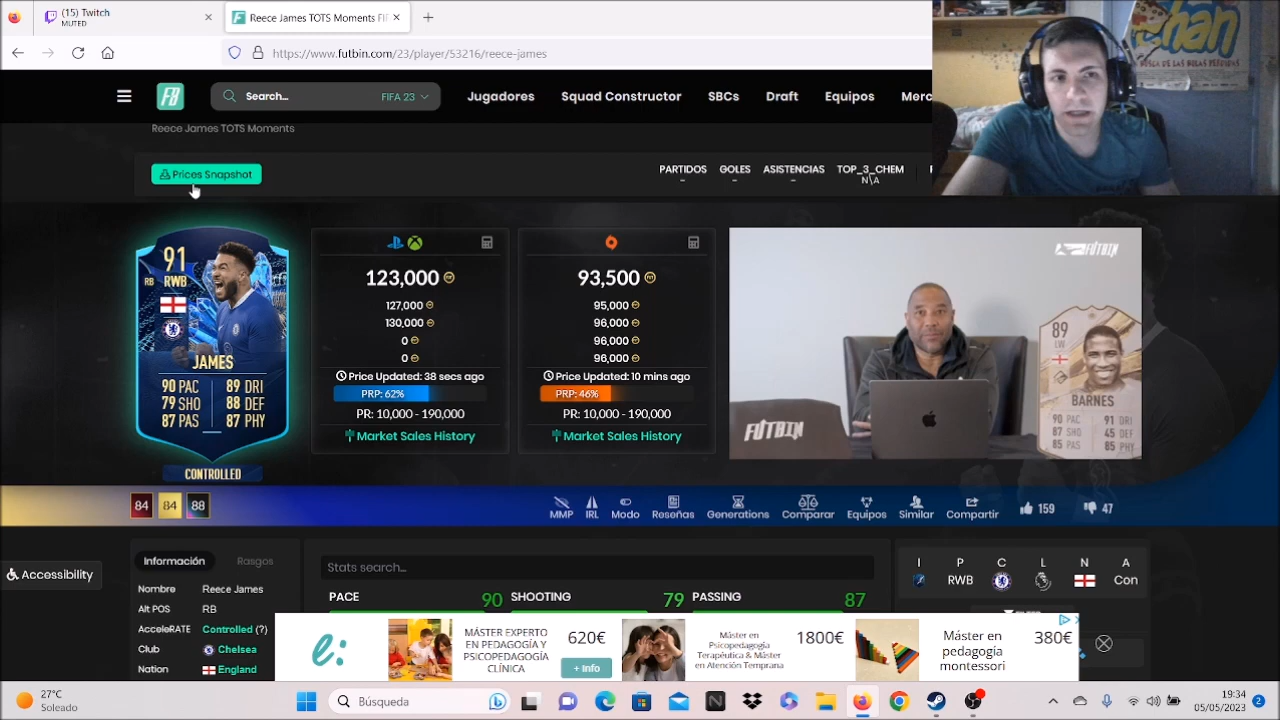 (15) Twitch
MUTED
Reece James TOTS Moments FIF
https://www.futbin.com/23/player/53216/reece-james
Search...
FIFA 23
Jugadores
Squad Constructor
SBCs
Draft
Equipos
Merc
Reece James TOTS Moments
Prices Snapshot
PARTIDOS
GOLES
ASISTENCIAS
TOP_3_CHEM
-
-
-
N\A
91
RB
RWB
JAMES
90 PAC
89 DRI
79 SHO
88 DEF
87 PAS
87 PHY
CONTROLLED
123,000
127,000
130,000
0
Price Updated: 38 secs ago
PRP: 62%
PR: 10,000 - 190,000
Market Sales History
93,500
95,000
96,000
96,000
96,000
Price Updated: 10 mins ago
PRP: 46%
PR: 10,000 - 190,000
Market Sales History
FUTBIN
FUTBIN
89
LW
BARNES
90 PAC
91 DRI
87 SHO
45 DEF
85 PAS
85 PHY
84
84
88
MMP
IRL
Modo
Reseñas
Generations
Comparar
Equipos
Similar
Compartir
159
47
Accessibility
Información
Rasgos
Nombre
Reece James
Alt POS
RB
AcceleRATE
Controlled (?)
Club
Chelsea
Nation
England
Stats search...
PACE
90
SHOOTING
79
PASSING
87
I
P
C
L
N
A
RWB
Con
MÁSTER EXPERTO
EN PEDAGOGÍA Y
PSICOPEDAGOGÍA
CLÍNICA
620€
+ Info
Máster en
Psicopedagogía
Terapéutica & Máster
en Atención Temprana
1800€
Máster en
pedagogía
montessori
380€
27°C
Soleado
Búsqueda
19:34
05/05/2023
2